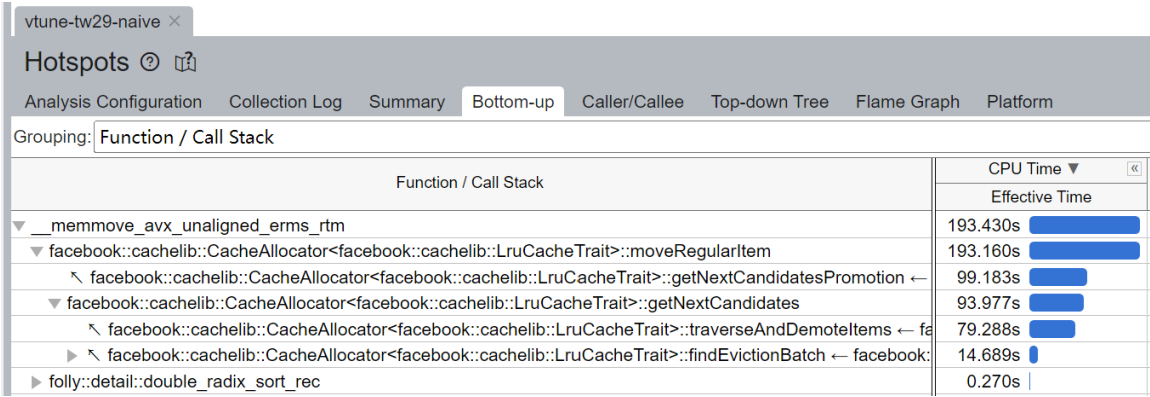 vtune-tw29-naive ×
Hotspots ?
Analysis Configuration Collection Log Summary Bottom-up Caller/Callee Top-down Tree Flame Graph Platform
Grouping: Function / Call Stack
Function / Call Stack
CPU Time ▼ «
Effective Time
__memmove_avx_unaligned_erms_rtm 193.430s
facebook::cachelib::CacheAllocator<facebook::cachelib::LruCacheTrait>::moveRegularItem 193.160s
↖ facebook::cachelib::CacheAllocator<facebook::cachelib::LruCacheTrait>::getNextCandidatesPromotion ← 99.183s
facebook::cachelib::CacheAllocator<facebook::cachelib::LruCacheTrait>::getNextCandidates 93.977s
↖ facebook::cachelib::CacheAllocator<facebook::cachelib::LruCacheTrait>::traverseAndDemoteItems ← fa 79.288s
↖ facebook::cachelib::CacheAllocator<facebook::cachelib::LruCacheTrait>::findEvictionBatch ← facebook: 14.689s
folly::detail::double_radix_sort_rec 0.270s